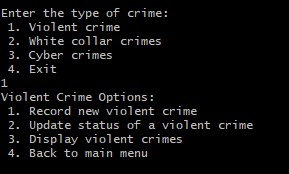 Enter the type of crime:
1. Violent crime
2. White collar crimes
3. Cyber crimes
4. Exit
1
Violent Crime Options:
1. Record new violent crime
2. Update status of a violent crime
3. Display violent crimes
4. Back to main menu